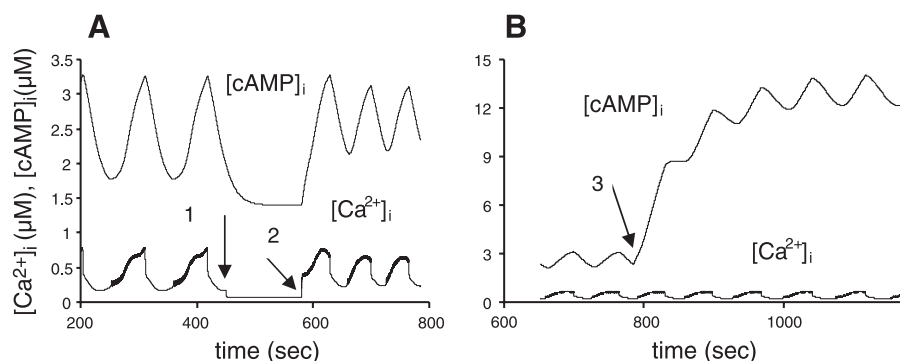 A
[Ca2+]i (μM), [cAMP]i(μM)
3.5
3
2.5
2
1.5
1
0.5
0
[cAMP]i
[Ca2+]i
1
2
200
400
600
800
time (sec)
B
15
12
9
6
3
0
[cAMP]i
3
[Ca2+]i
600
800
1000
time (sec)